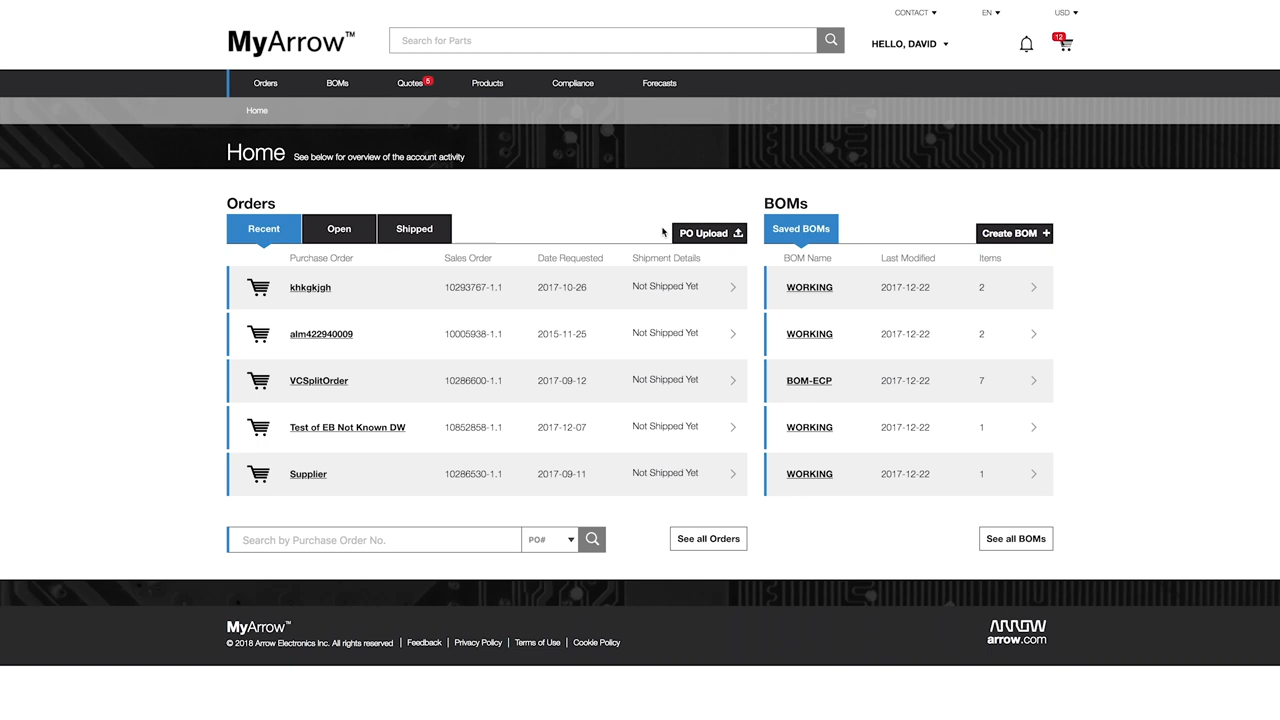 CONTACT EN USD
MyArrow™ Search for Parts HELLO, DAVID 12
Orders BOMs Quotes 5 Products Compliance Forecasts
Home
Home See below for overview of the account activity
Orders BOMs
Recent Open Shipped PO Upload Saved BOMs Create BOM +
Purchase Order Sales Order Date Requested Shipment Details BOM Name Last Modified Items
khkgkjgh 10293767-1.1 2017-10-26 Not Shipped Yet WORKING 2017-12-22 2
alm422940009 10005938-1.1 2015-11-25 Not Shipped Yet WORKING 2017-12-22 2
VCSplitOrder 10286600-1.1 2017-09-12 Not Shipped Yet BOM-ECP 2017-12-22 7
Test of EB Not Known DW 10852858-1.1 2017-12-07 Not Shipped Yet WORKING 2017-12-22 1
Supplier 10286530-1.1 2017-09-11 Not Shipped Yet WORKING 2017-12-22 1
Search by Purchase Order No. PO# See all Orders See all BOMs
MyArrow™ ARROW
© 2018 Arrow Electronics Inc. All rights reserved | Feedback | Privacy Policy | Terms of Use | Cookie Policy arrow.com